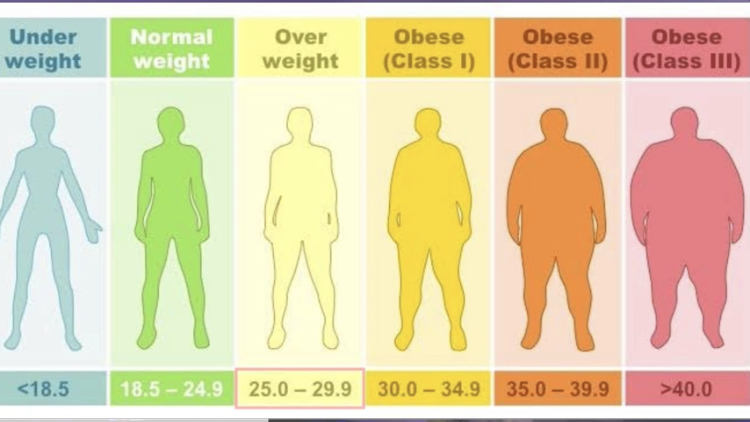 Under
weight
Normal
weight
Over
weight
Obese
(Class I)
Obese
(Class II)
Obese
(Class III)
<18.5
18.5 – 24.9
25.0 – 29.9
30.0 – 34.9
35.0 – 39.9
>40.0